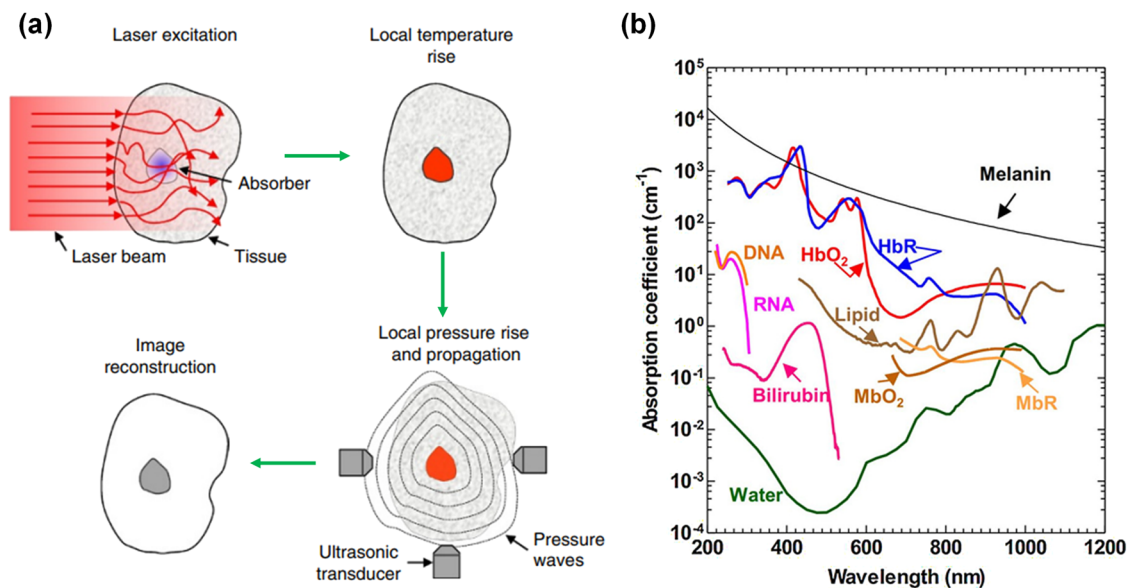 (a)
Laser excitation
Absorber
Laser beam
Tissue
Local temperature
rise
Local pressure rise
and propagation
Ultrasonic
transducer
Pressure
waves
Image
reconstruction
(b)
Absorption coefficient (cm⁻¹)
10⁵
10⁴
10³
10²
10¹
10⁰
10⁻¹
10⁻²
10⁻³
10⁻⁴
Melanin
HbR
HbO₂
DNA
RNA
Lipid
Bilirubin
MbO₂
MbR
Water
200 400 600 800 1000 1200
Wavelength (nm)